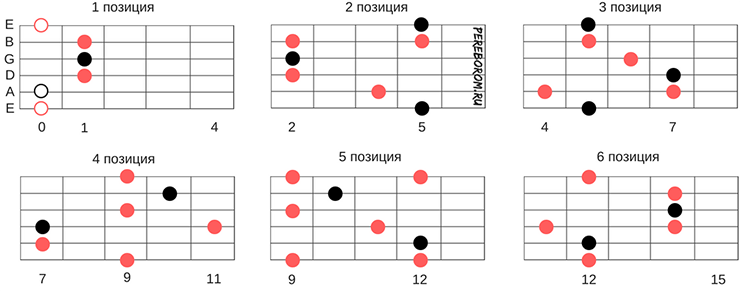 1 позиция
2 позиция
3 позиция
E
B
G
D
A
E
PEREBOROM.RU
0 1 4
2 5
4 7
4 позиция
5 позиция
6 позиция
7 9 11
9 12
12 15